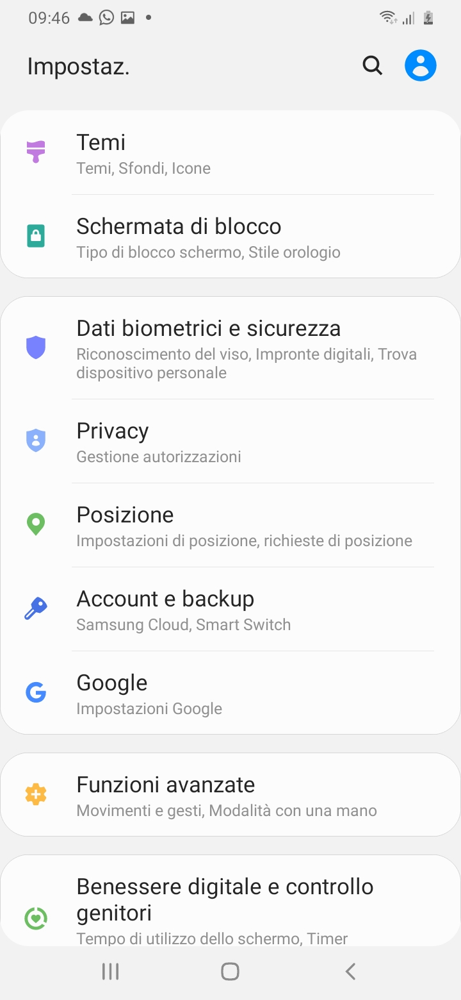 09:46
Impostaz.
Temi
Temi, Sfondi, Icone
Schermata di blocco
Tipo di blocco schermo, Stile orologio
Dati biometrici e sicurezza
Riconoscimento del viso, Impronte digitali, Trova
dispositivo personale
Privacy
Gestione autorizzazioni
Posizione
Impostazioni di posizione, richieste di posizione
Account e backup
Samsung Cloud, Smart Switch
Google
Impostazioni Google
Funzioni avanzate
Movimenti e gesti, Modalità con una mano
Benessere digitale e controllo
genitori
Tempo di utilizzo dello schermo, Timer